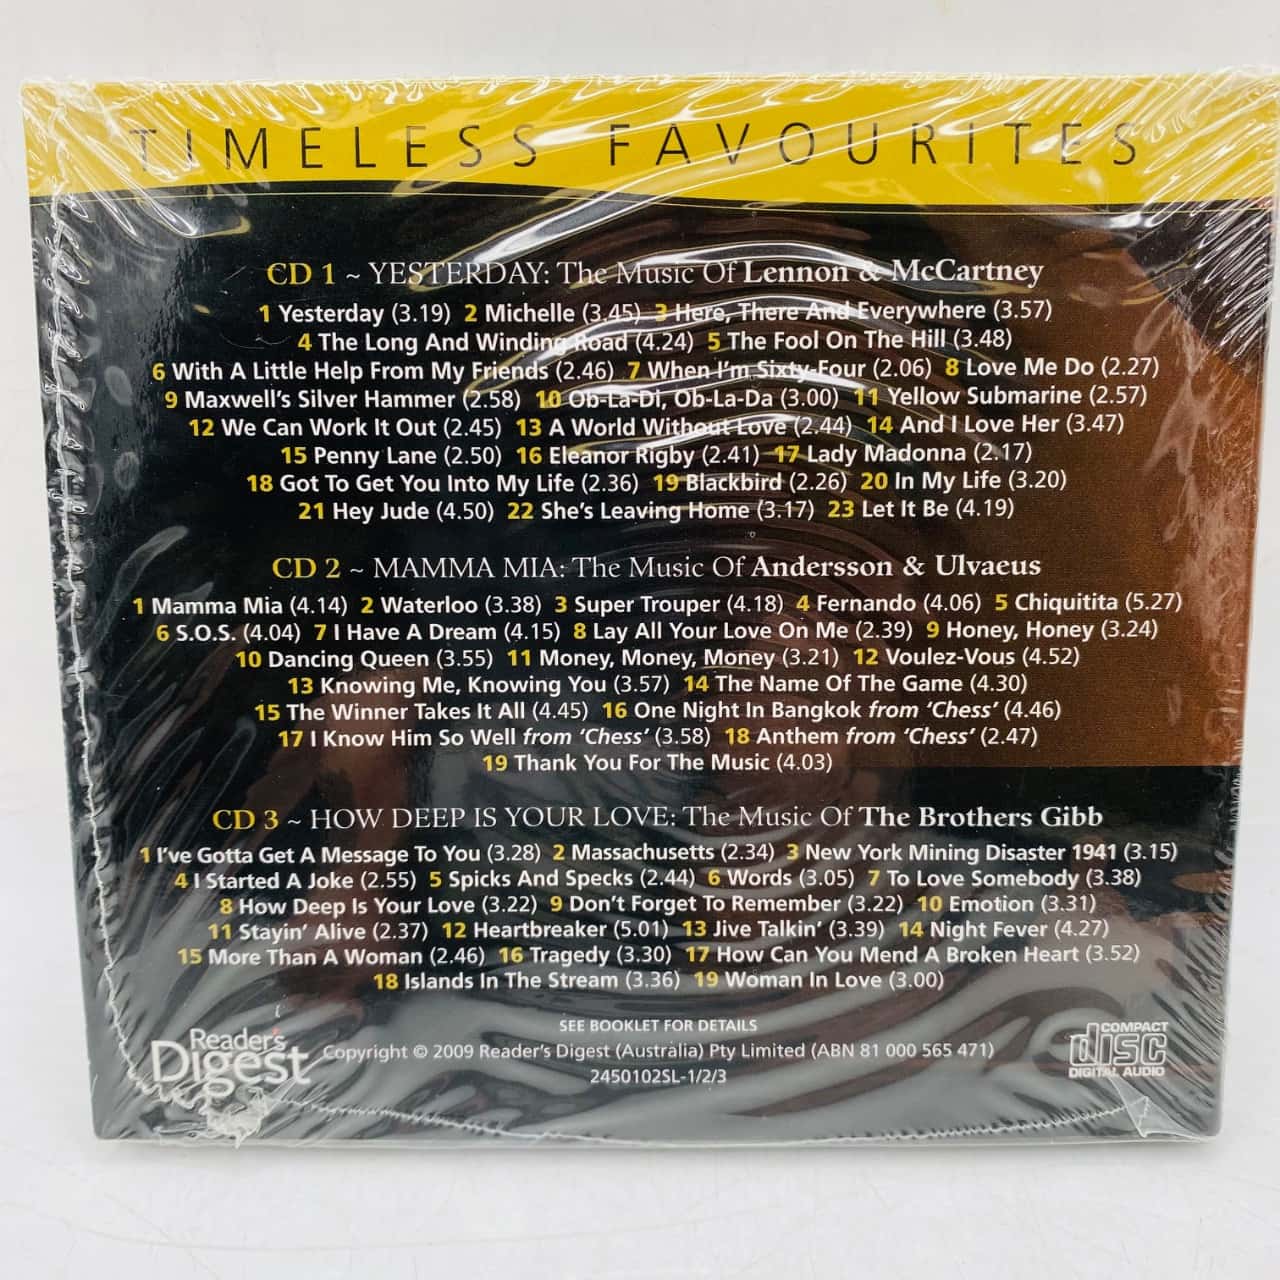 TIMELESS FAVOURITES
CD 1 ~ YESTERDAY: The Music Of Lennon & McCartney
1 Yesterday (3.19) 2 Michelle (3.45) 3 Here, There And Everywhere (3.57)
4 The Long And Winding Road (4.24) 5 The Fool On The Hill (3.48)
6 With A Little Help From My Friends (2.46) 7 When I'm Sixty-Four (2.06) 8 Love Me Do (2.27)
9 Maxwell's Silver Hammer (2.58) 10 Ob-La-Di, Ob-La-Da (3.00) 11 Yellow Submarine (2.57)
12 We Can Work It Out (2.45) 13 A World Without Love (2.44) 14 And I Love Her (3.47)
15 Penny Lane (2.50) 16 Eleanor Rigby (2.41) 17 Lady Madonna (2.17)
18 Got To Get You Into My Life (2.36) 19 Blackbird (2.26) 20 In My Life (3.20)
21 Hey Jude (4.50) 22 She's Leaving Home (3.17) 23 Let It Be (4.19)
CD 2 ~ MAMMA MIA: The Music Of Andersson & Ulvaeus
1 Mamma Mia (4.14) 2 Waterloo (3.38) 3 Super Trouper (4.18) 4 Fernando (4.06) 5 Chiquitita (5.27)
6 S.O.S. (4.04) 7 I Have A Dream (4.15) 8 Lay All Your Love On Me (2.39) 9 Honey, Honey (3.24)
10 Dancing Queen (3.55) 11 Money, Money, Money (3.21) 12 Voulez-Vous (4.52)
13 Knowing Me, Knowing You (3.57) 14 The Name Of The Game (4.30)
15 The Winner Takes It All (4.45) 16 One Night In Bangkok from 'Chess' (4.46)
17 I Know Him So Well from 'Chess' (3.58) 18 Anthem from 'Chess' (2.47)
19 Thank You For The Music (4.03)
CD 3 ~ HOW DEEP IS YOUR LOVE: The Music Of The Brothers Gibb
1 I've Gotta Get A Message To You (3.28) 2 Massachusetts (2.34) 3 New York Mining Disaster 1941 (3.15)
4 I Started A Joke (2.55) 5 Spicks And Specks (2.44) 6 Words (3.05) 7 To Love Somebody (3.38)
8 How Deep Is Your Love (3.22) 9 Don't Forget To Remember (3.22) 10 Emotion (3.31)
11 Stayin' Alive (2.37) 12 Heartbreaker (5.01) 13 Jive Talkin' (3.39) 14 Night Fever (4.27)
15 More Than A Woman (2.46) 16 Tragedy (3.30) 17 How Can You Mend A Broken Heart (3.52)
18 Islands In The Stream (3.36) 19 Woman In Love (3.00)
SEE BOOKLET FOR DETAILS
Reader's
Digest
Copyright © 2009 Reader's Digest (Australia) Pty Limited (ABN 81 000 565 471)
2450102SL-1/2/3
COMPACT
disc
DIGITAL AUDIO